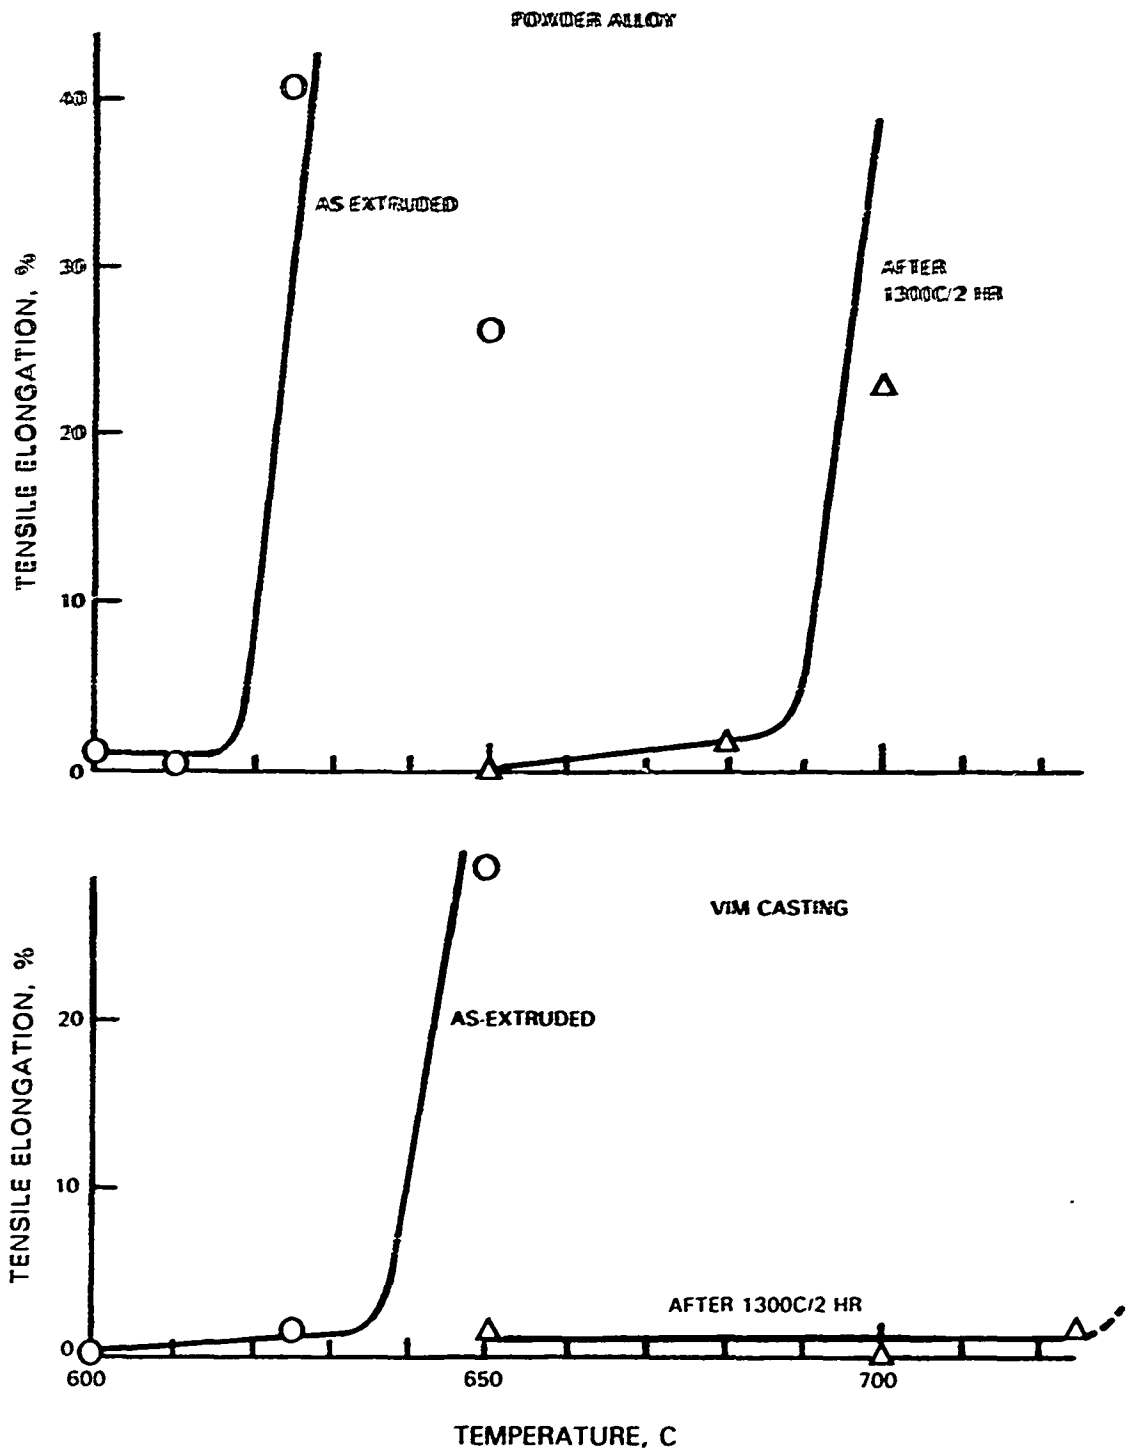 POWDER ALLOY
40
AS EXTRUDED
30
AFTER
1300C/2 HR
20
10
0
TENSILE ELONGATION, %
VIM CASTING
20
AS-EXTRUDED
10
AFTER 1300C/2 HR
0
TENSILE ELONGATION, %
600 650 700
TEMPERATURE, C